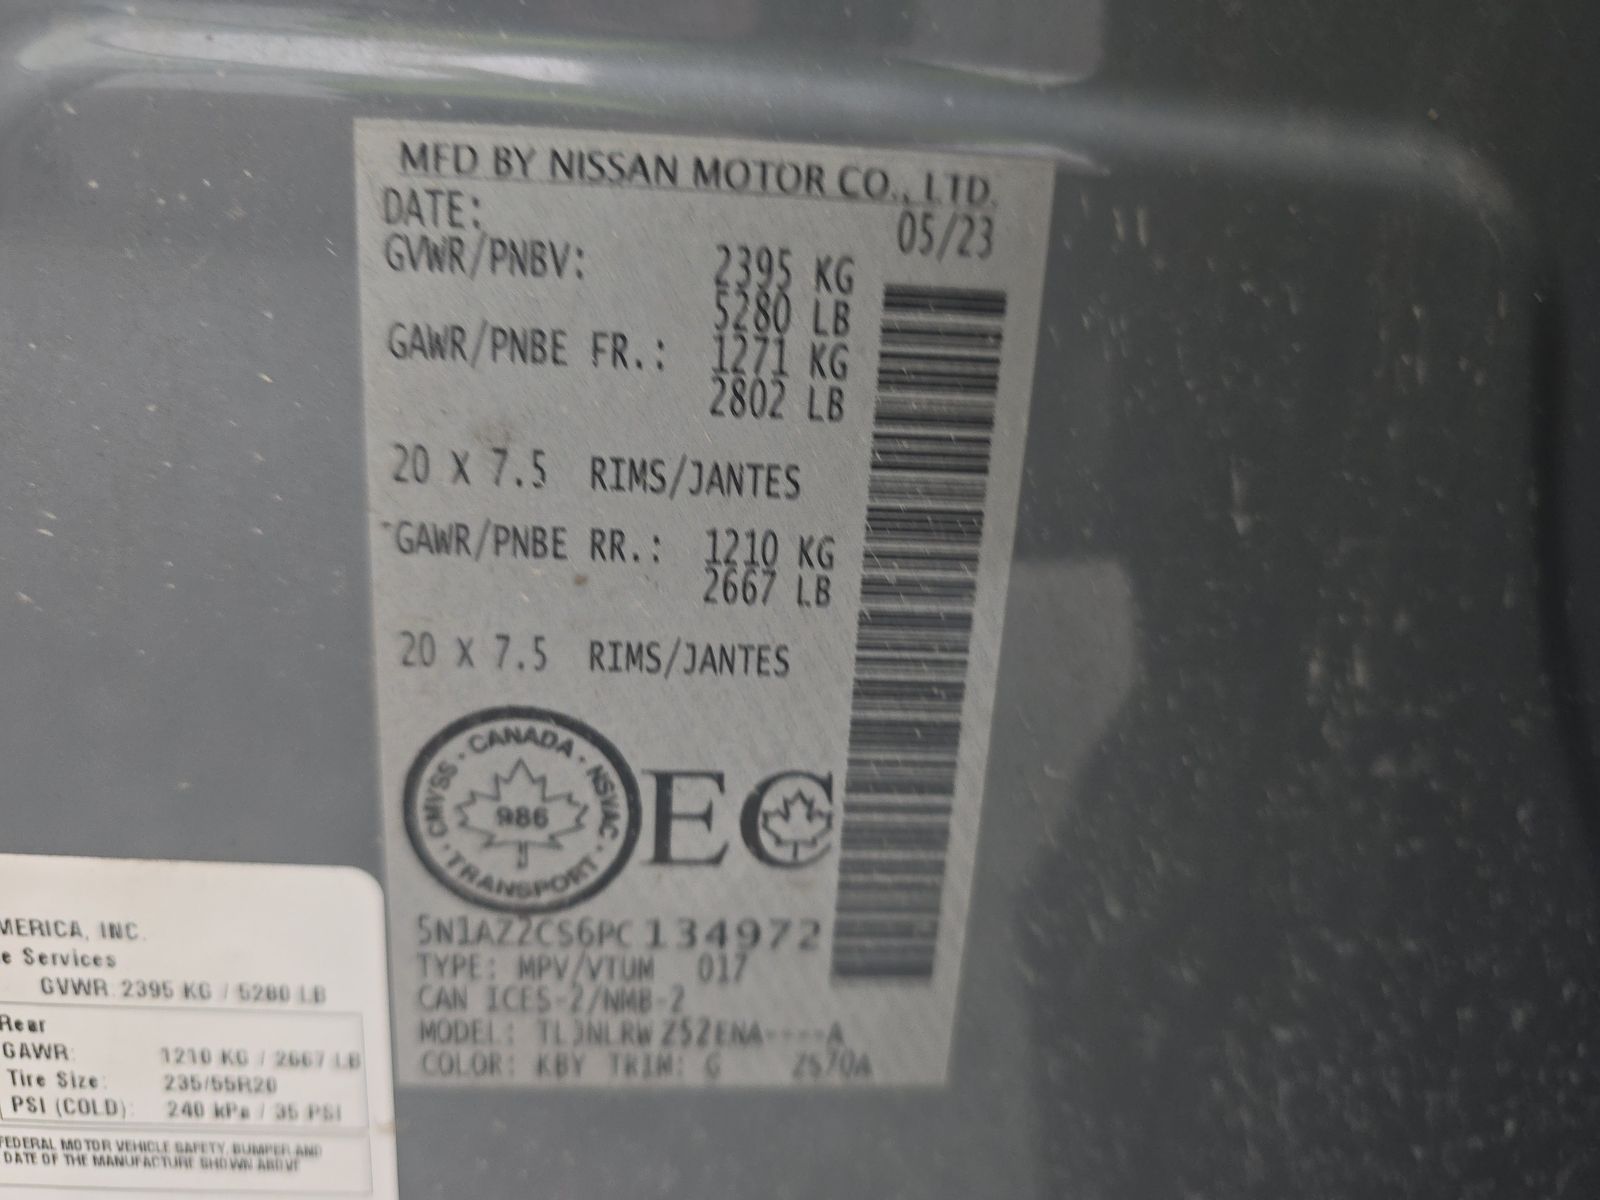 MFD BY NISSAN MOTOR CO., LTD.
DATE: 05/23
GVWR/PNBV: 2395 KG
5280 LB
GAWR/PNBE FR.: 1271 KG
2802 LB
20 X 7.5 RIMS/JANTES
GAWR/PNBE RR.: 1210 KG
2667 LB
20 X 7.5 RIMS/JANTES
CANADA · NSVAC · TRANSPORT · CMVSS ·
986
EC
5N1AZ2CS6PC134972
TYPE: MPV/VTUM 017
CAN ICES-2/NMB-2
MODEL: TLJNLRW Z52ENA----A
COLOR: KBY TRIM: G Z570A
MERICA, INC.
e Services
GVWR 2395 KG / 5280 LB
Rear
GAWR: 1210 KG / 2667 LB
Tire Size: 235/55R20
PSI (COLD): 240 kPa / 35 PSI
FEDERAL MOTOR VEHICLE SAFETY, BUMPER AND
DATE OF THE MANUFACTURE SHOWN ABOVE